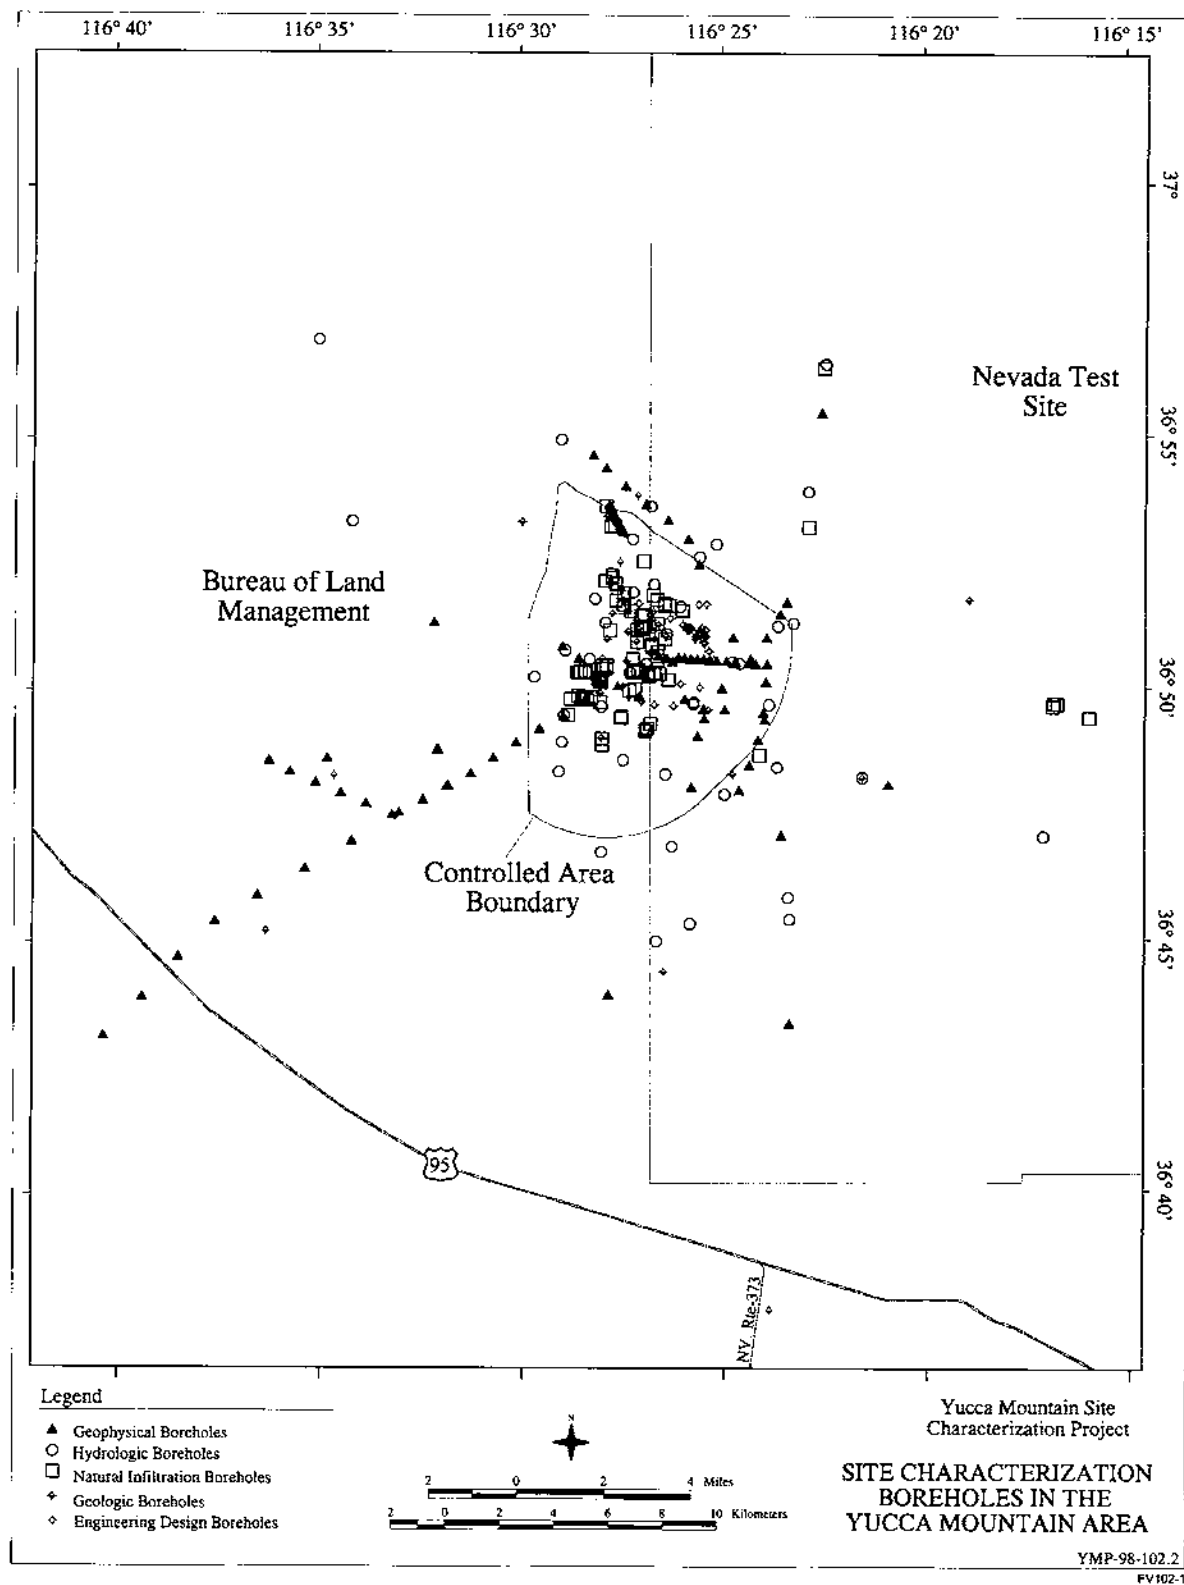 116° 40' 116° 35' 116° 30' 116° 25' 116° 20' 116° 15'
37°
Nevada Test
Site
36° 55'
Bureau of Land
Management
36° 50'
Controlled Area
Boundary
36° 45'
95
36° 40'
NV. Rte-373
Legend
Geophysical Boreholes
Hydrologic Boreholes
Natural Infiltration Boreholes
Geologic Boreholes
Engineering Design Boreholes
N
2 0 2 4 Miles
2 0 2 4 6 8 10 Kilometers
Yucca Mountain Site
Characterization Project
SITE CHARACTERIZATION
BOREHOLES IN THE
YUCCA MOUNTAIN AREA
YMP-98-102.2
FV102-1